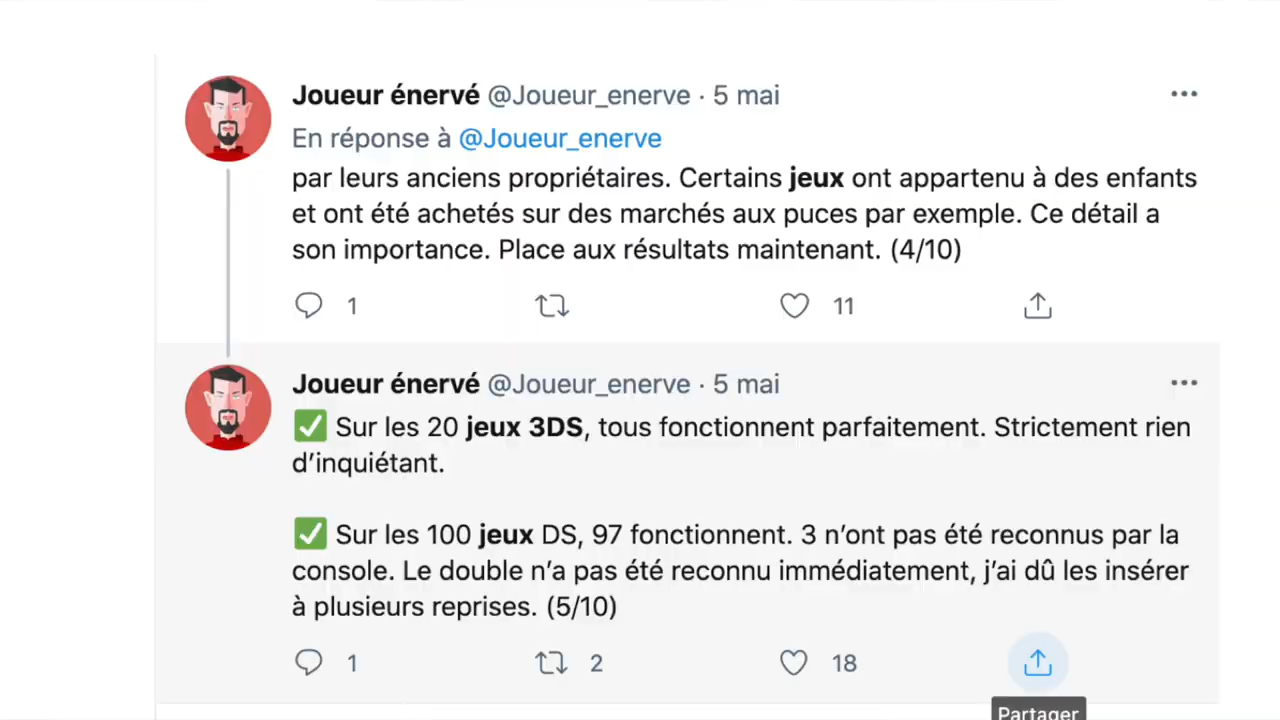 Joueur énervé @Joueur_enerve · 5 mai
En réponse à @Joueur_enerve
par leurs anciens propriétaires. Certains jeux ont appartenu à des enfants
et ont été achetés sur des marchés aux puces par exemple. Ce détail a
son importance. Place aux résultats maintenant. (4/10)
1 11
Joueur énervé @Joueur_enerve · 5 mai
✅ Sur les 20 jeux 3DS, tous fonctionnent parfaitement. Strictement rien
d’inquiétant.
✅ Sur les 100 jeux DS, 97 fonctionnent. 3 n’ont pas été reconnus par la
console. Le double n’a pas été reconnu immédiatement, j’ai dû les insérer
à plusieurs reprises. (5/10)
1 2 18
Partager